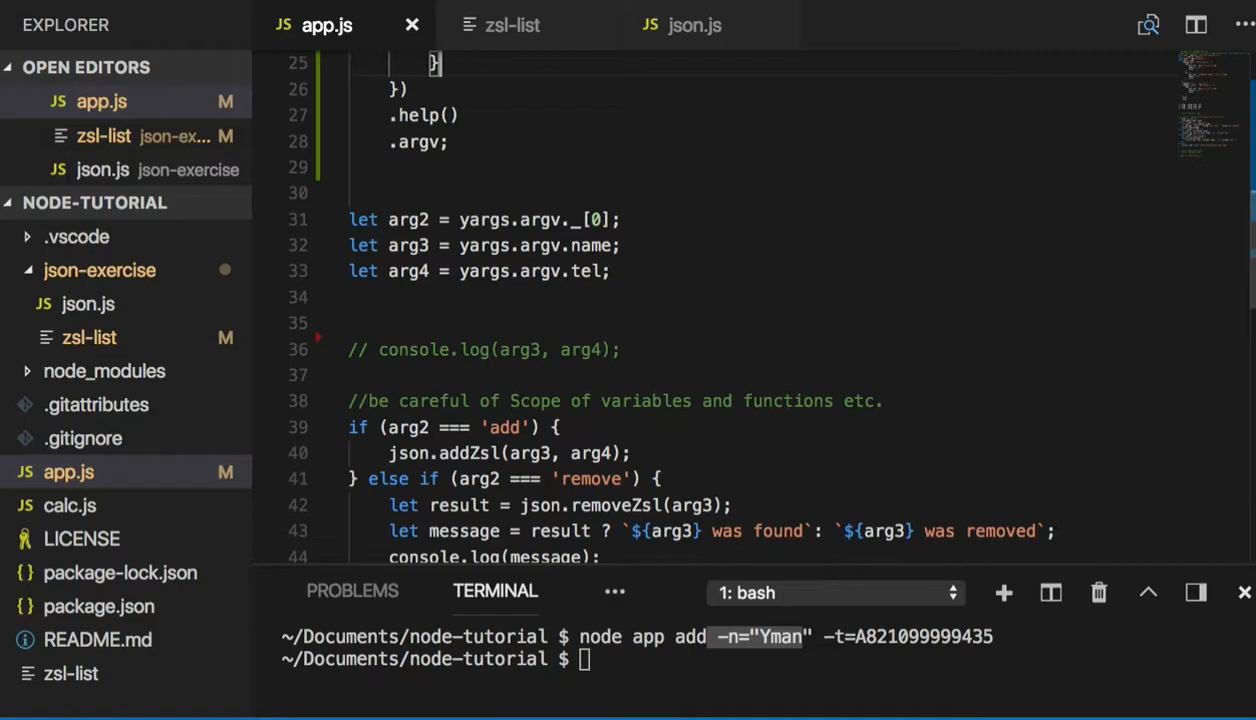 EXPLORER
OPEN EDITORS
JS app.js M
zsl-list json-ex... M
JS json.js json-exercise
NODE-TUTORIAL
.vscode
json-exercise
JS json.js
zsl-list M
node_modules
.gitattributes
.gitignore
JS app.js M
JS calc.js
LICENSE
{} package-lock.json
{} package.json
README.md
zsl-list
JS app.js × zsl-list JS json.js
25 }
26 })
27 .help()
28 .argv;
29
30
31 let arg2 = yargs.argv._[0];
32 let arg3 = yargs.argv.name;
33 let arg4 = yargs.argv.tel;
34
35
36 // console.log(arg3, arg4);
37
38 //be careful of Scope of variables and functions etc.
39 if (arg2 === 'add') {
40 json.addZsl(arg3, arg4);
41 } else if (arg2 === 'remove') {
42 let result = json.removeZsl(arg3);
43 let message = result ? `${arg3} was found`: `${arg3} was removed`;
44 console.log(message);
PROBLEMS TERMINAL ... 1: bash
~/Documents/node-tutorial $ node app add -n="Yman" -t=A821099999435
~/Documents/node-tutorial $